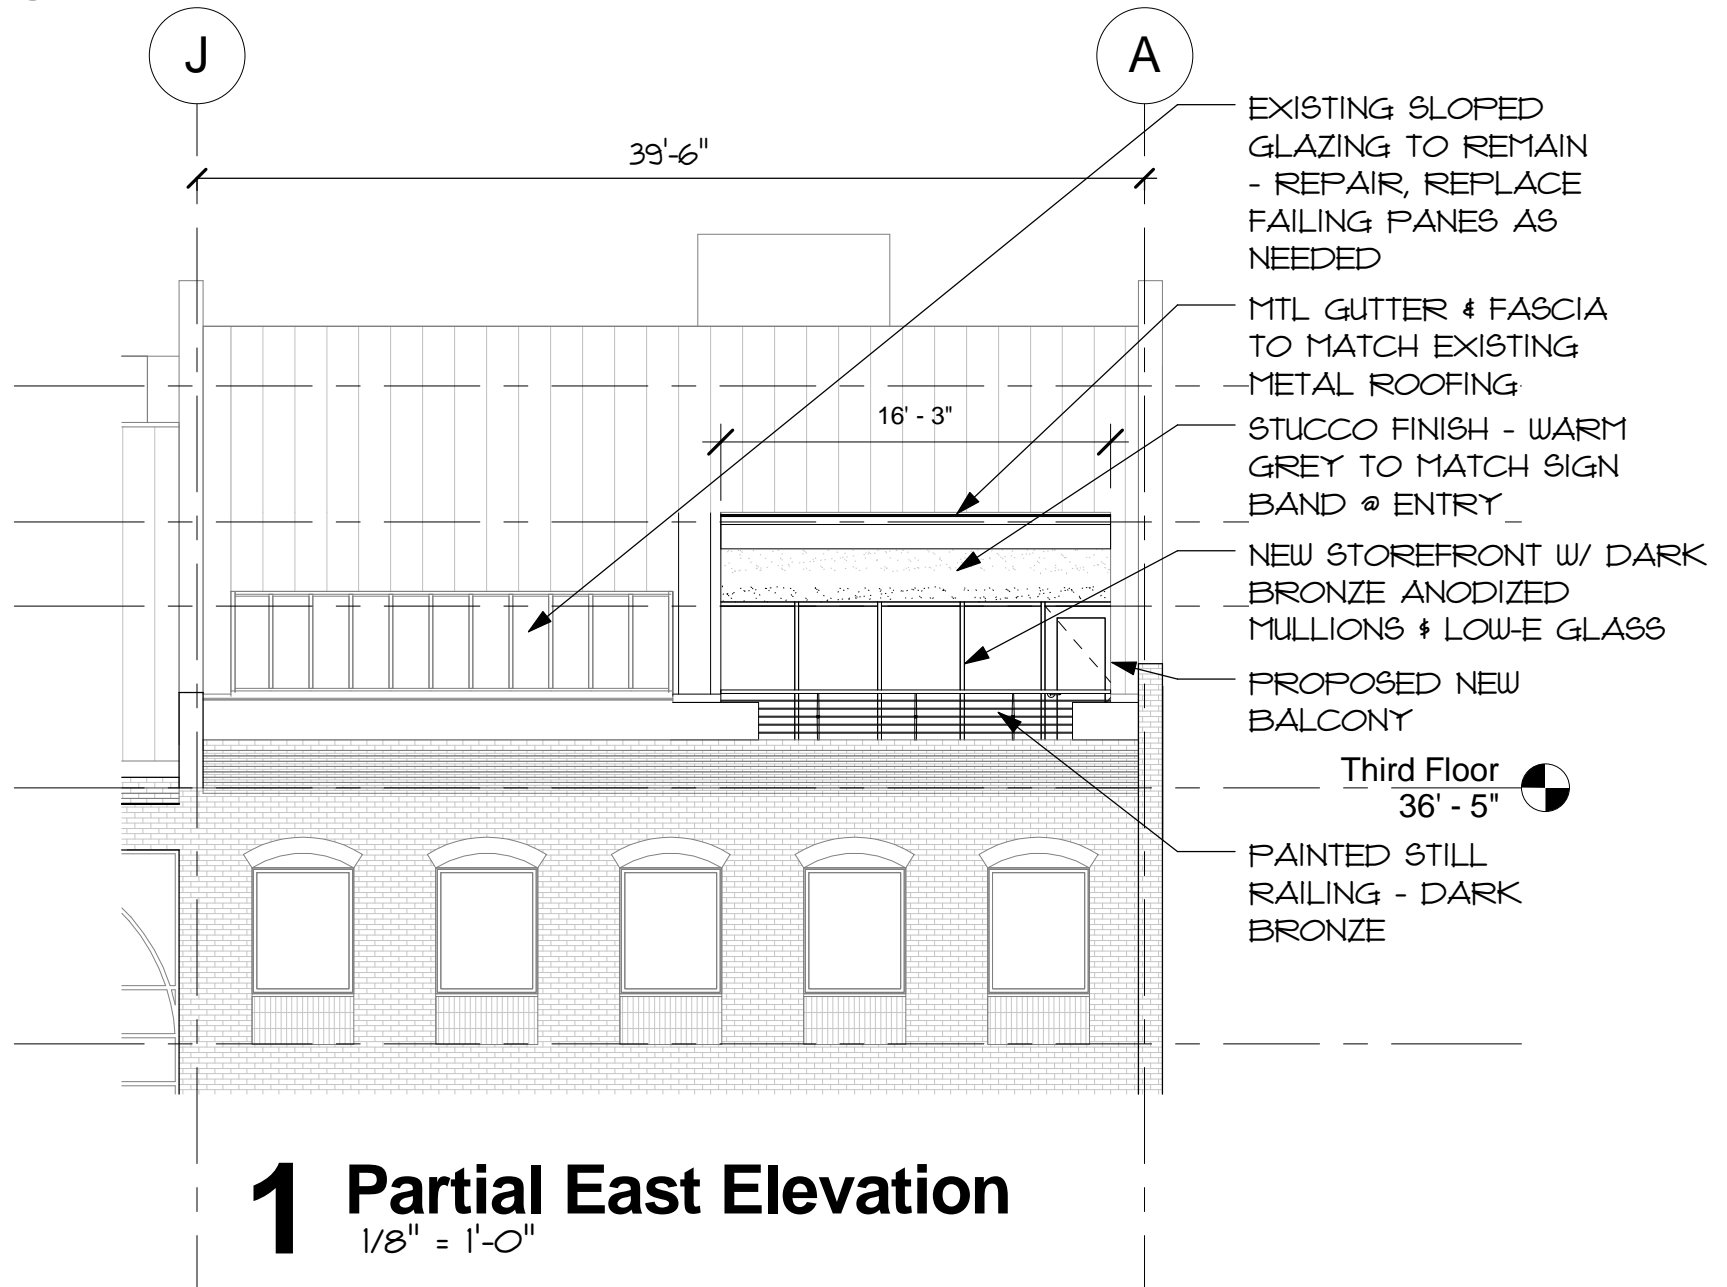 J
A
39'-6"
EXISTING SLOPED
GLAZING TO REMAIN
- REPAIR, REPLACE
FAILING PANES AS
NEEDED
MTL GUTTER & FASCIA
TO MATCH EXISTING
METAL ROOFING
16' - 3"
STUCCO FINISH - WARM
GREY TO MATCH SIGN
BAND @ ENTRY
NEW STOREFRONT W/ DARK
BRONZE ANODIZED
MULLIONS & LOW-E GLASS
PROPOSED NEW
BALCONY
Third Floor
36' - 5"
PAINTED STILL
RAILING - DARK
BRONZE
1 Partial East Elevation
1/8" = 1'-0"